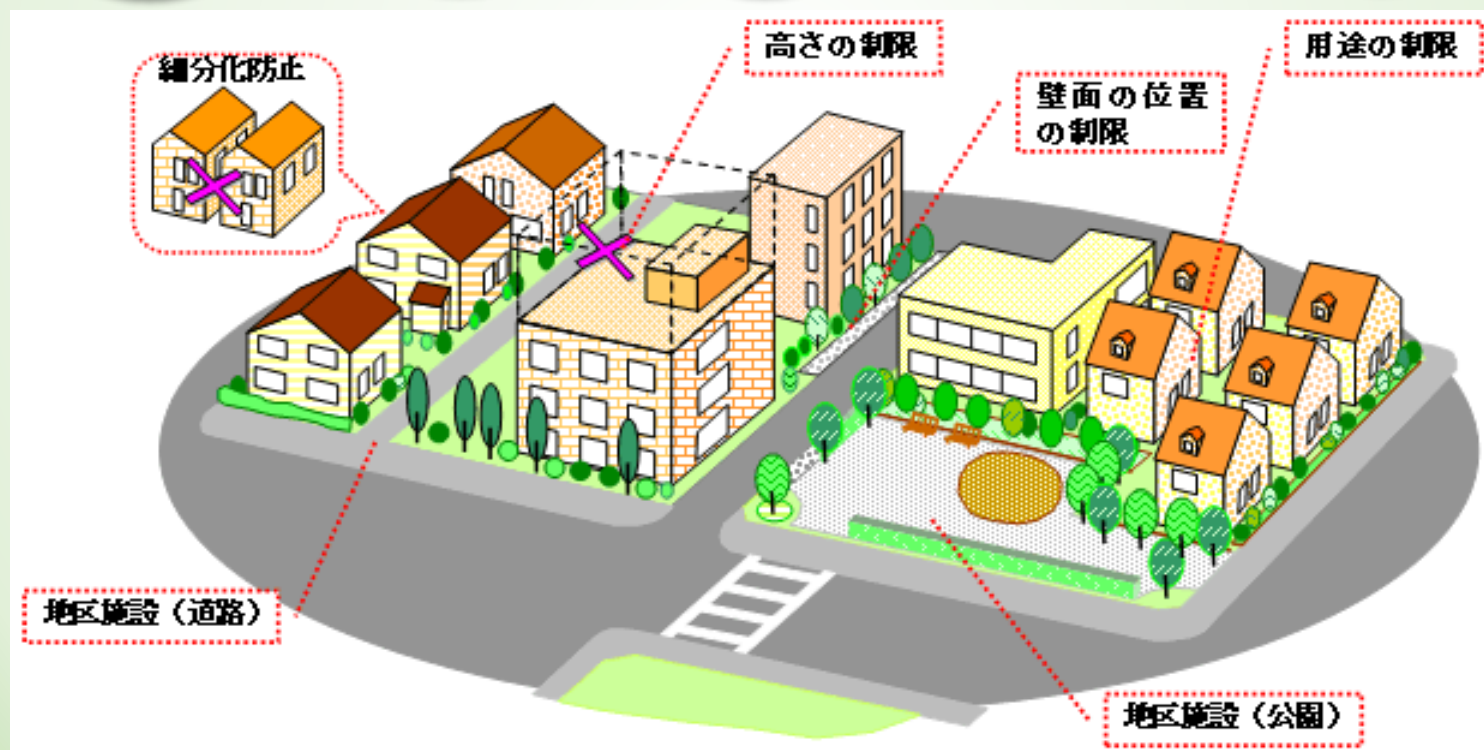 細分化防止
高さの制限
用途の制限
壁面の位置
の制限
地区施設（道路）
地区施設（公園）